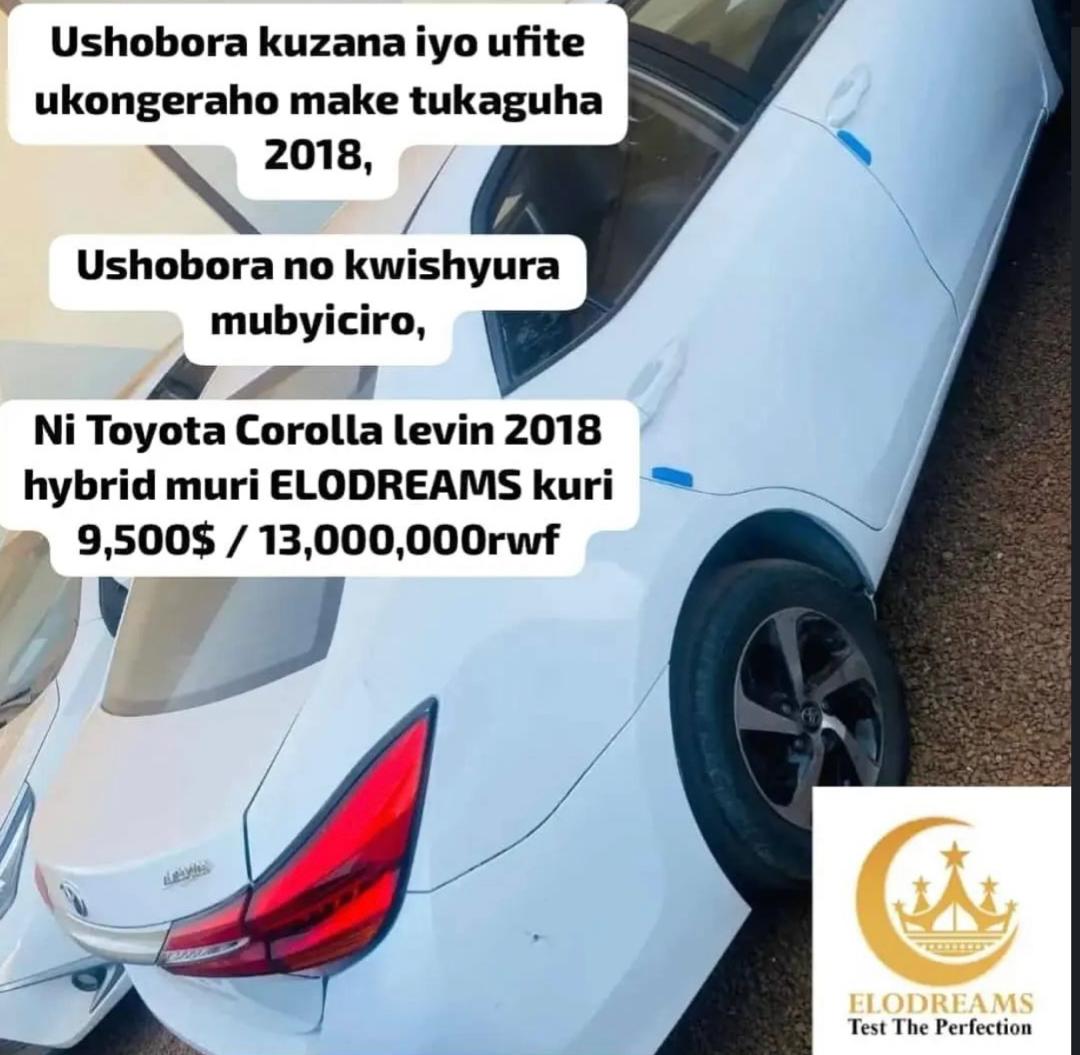 Ushobora kuzana iyo ufite
ukongeraho make tukaguha
2018,
Ushobora no kwishyura
mubyiciro,
Ni Toyota Corolla levin 2018
hybrid muri ELODREAMS kuri
9,500$ / 13,000,000rwf
ELODREAMS
Test The Perfection